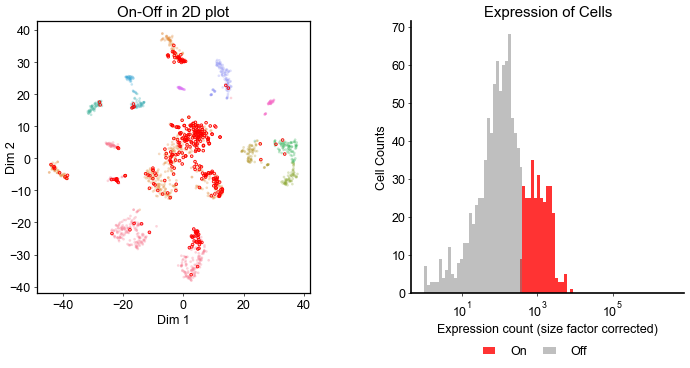 On-Off in 2D plot
40
30
20
10
0
−10
−20
−30
−40
Dim 2
−40 −20 0 20 40
Dim 1
Expression of Cells
70
60
50
40
30
20
10
0
Cell Counts
10^1 10^3 10^5
Expression count (size factor corrected)
On Off